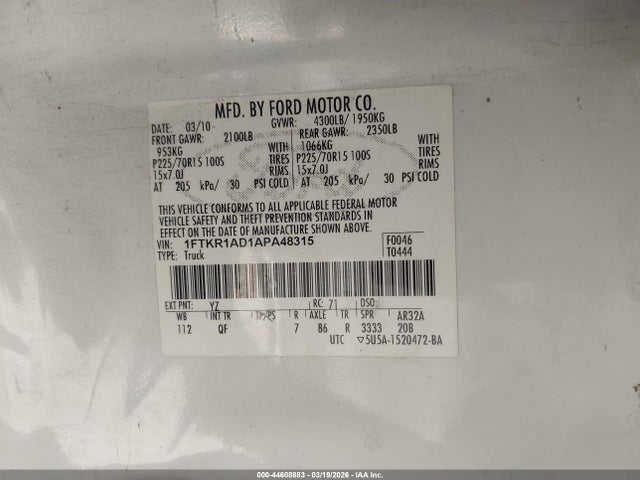 MFD. BY FORD MOTOR CO.
DATE: 03/10 GVWR: 4300LB/ 1950KG
FRONT GAWR: 2100LB REAR GAWR: 2350LB
953KG WITH 1066KG WITH
P225/70R15 100S TIRES P225/70R15 100S TIRES
15x7.0J RIMS 15x7.0J RIMS
AT 205 kPa/ 30 PSI COLD AT 205 kPa/ 30 PSI COLD
THIS VEHICLE CONFORMS TO ALL APPLICABLE FEDERAL MOTOR
VEHICLE SAFETY AND THEFT PREVENTION STANDARDS IN
EFFECT ON THE DATE OF MANUFACTURE SHOWN ABOVE.
VIN: 1FTKR1AD1APA48315 F0046
TYPE: Truck T0444
EXT PNT: YZ RC: 71 DSO:
WB INT TR TP/PS R AXLE TR SPR AR32A
112 QF 7 86 R 3333 20B
UTC ▽5U5A-1520472-BA
000-44608883 - 03/19/2026 - IAA Inc.